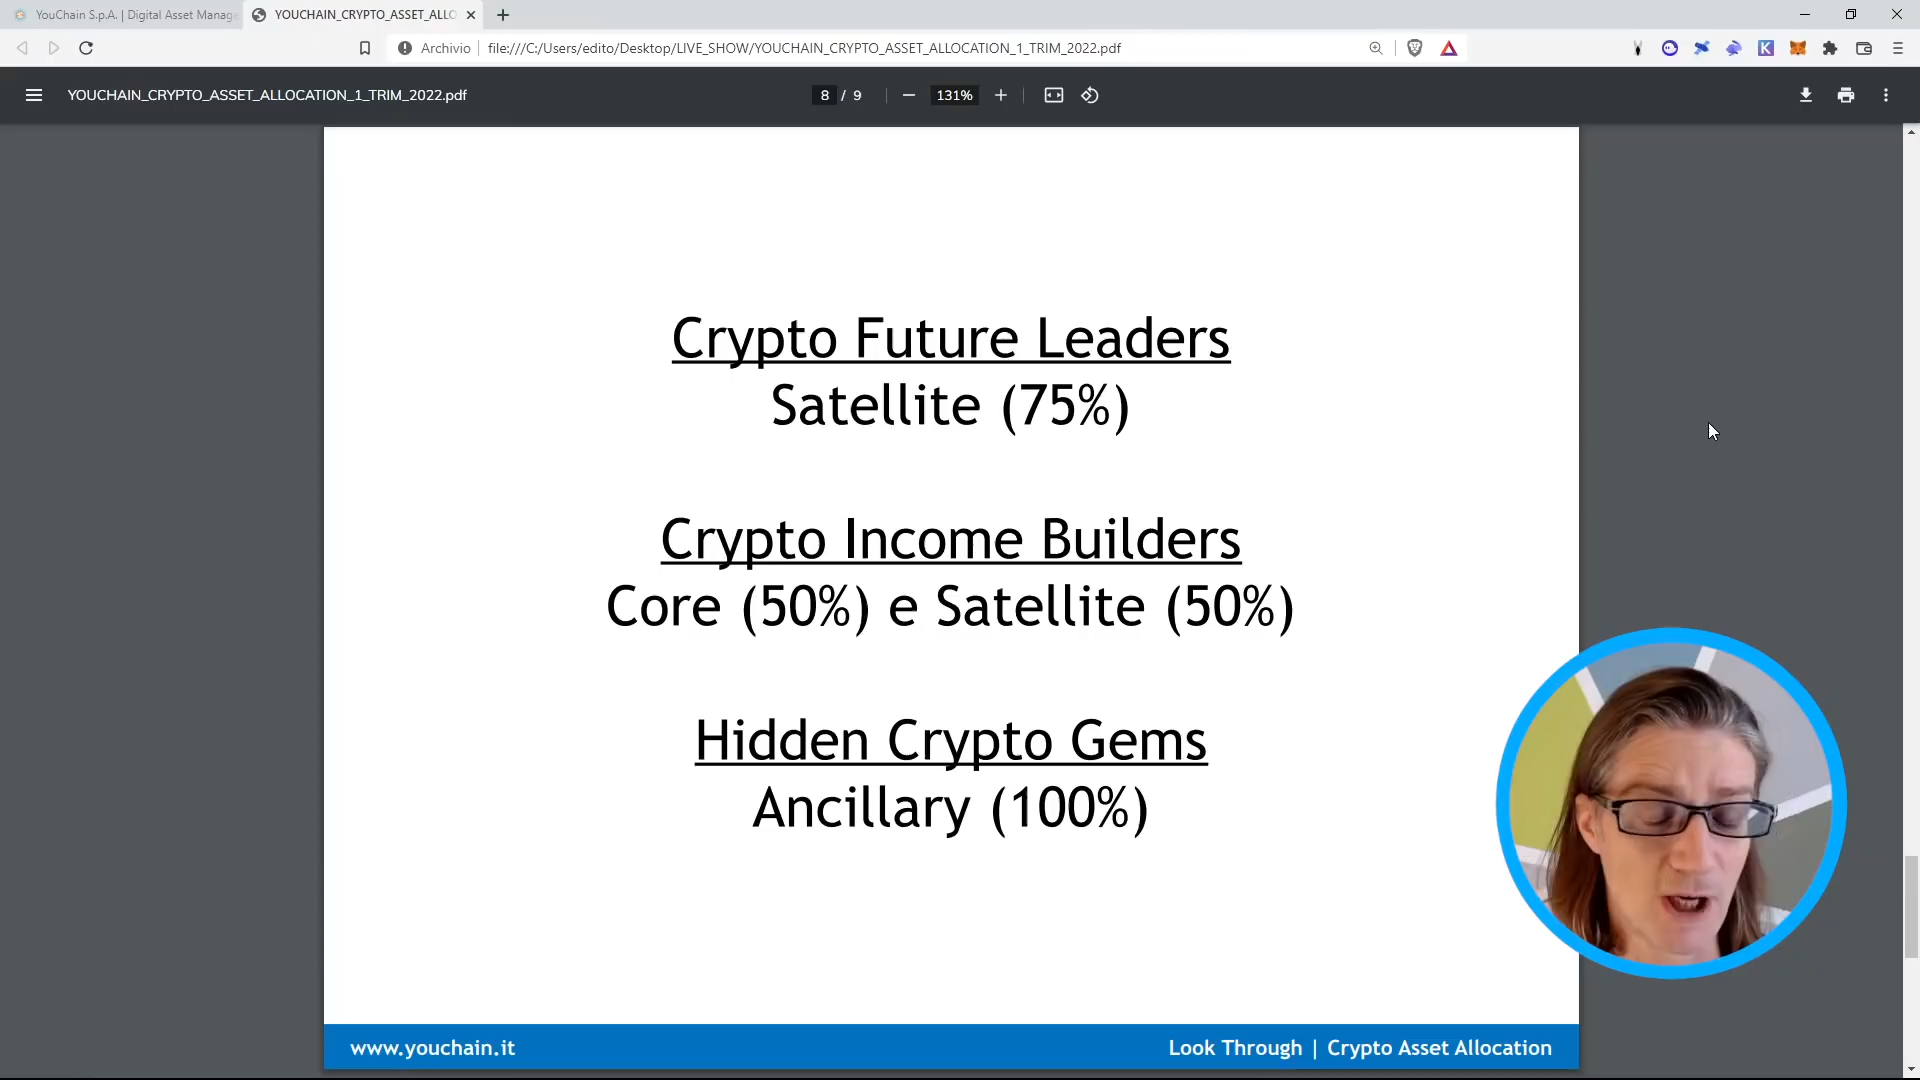 YouChain S.p.A. | Digital Asset Manag
YOUCHAIN_CRYPTO_ASSET_ALLO
Archivio
file:///C:/Users/edito/Desktop/LIVE_SHOW/YOUCHAIN_CRYPTO_ASSET_ALLOCATION_1_TRIM_2022.pdf
YOUCHAIN_CRYPTO_ASSET_ALLOCATION_1_TRIM_2022.pdf
8 / 9
131%
Crypto Future Leaders
Satellite (75%)
Crypto Income Builders
Core (50%) e Satellite (50%)
Hidden Crypto Gems
Ancillary (100%)
www.youchain.it
Look Through | Crypto Asset Allocation